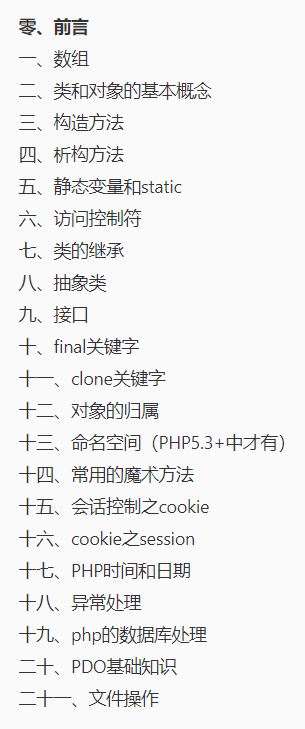 零、前言
一、数组
二、类和对象的基本概念
三、构造方法
四、析构方法
五、静态变量和static
六、访问控制符
七、类的继承
八、抽象类
九、接口
十、final关键字
十一、clone关键字
十二、对象的归属
十三、命名空间（PHP5.3+中才有）
十四、常用的魔术方法
十五、会话控制之cookie
十六、cookie之session
十七、PHP时间和日期
十八、异常处理
十九、php的数据库处理
二十、PDO基础知识
二十一、文件操作